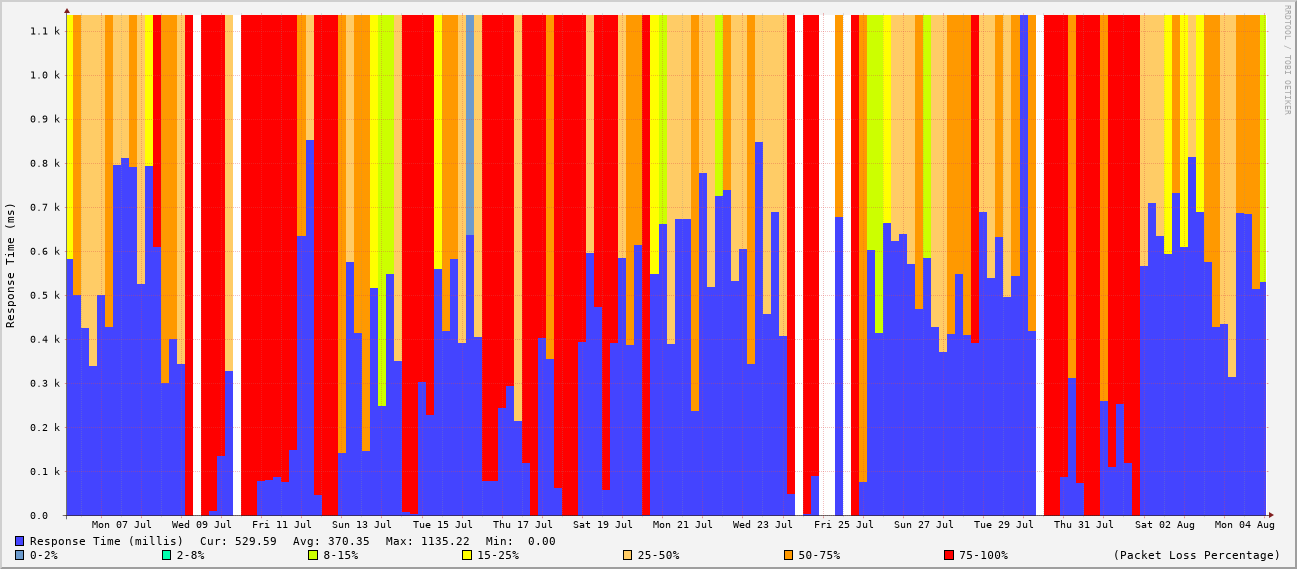 RRDTOOL / TOBI OETIKER
Response Time (ms)
1.1 k
1.0 k
0.9 k
0.8 k
0.7 k
0.6 k
0.5 k
0.4 k
0.3 k
0.2 k
0.1 k
0.0
Mon 07 Jul Wed 09 Jul Fri 11 Jul Sun 13 Jul Tue 15 Jul Thu 17 Jul Sat 19 Jul Mon 21 Jul Wed 23 Jul Fri 25 Jul Sun 27 Jul Tue 29 Jul Thu 31 Jul Sat 02 Aug Mon 04 Aug
Response Time (millis) Cur: 529.59 Avg: 370.35 Max: 1135.22 Min: 0.00
0-2% 2-8% 8-15% 15-25% 25-50% 50-75% 75-100% (Packet Loss Percentage)